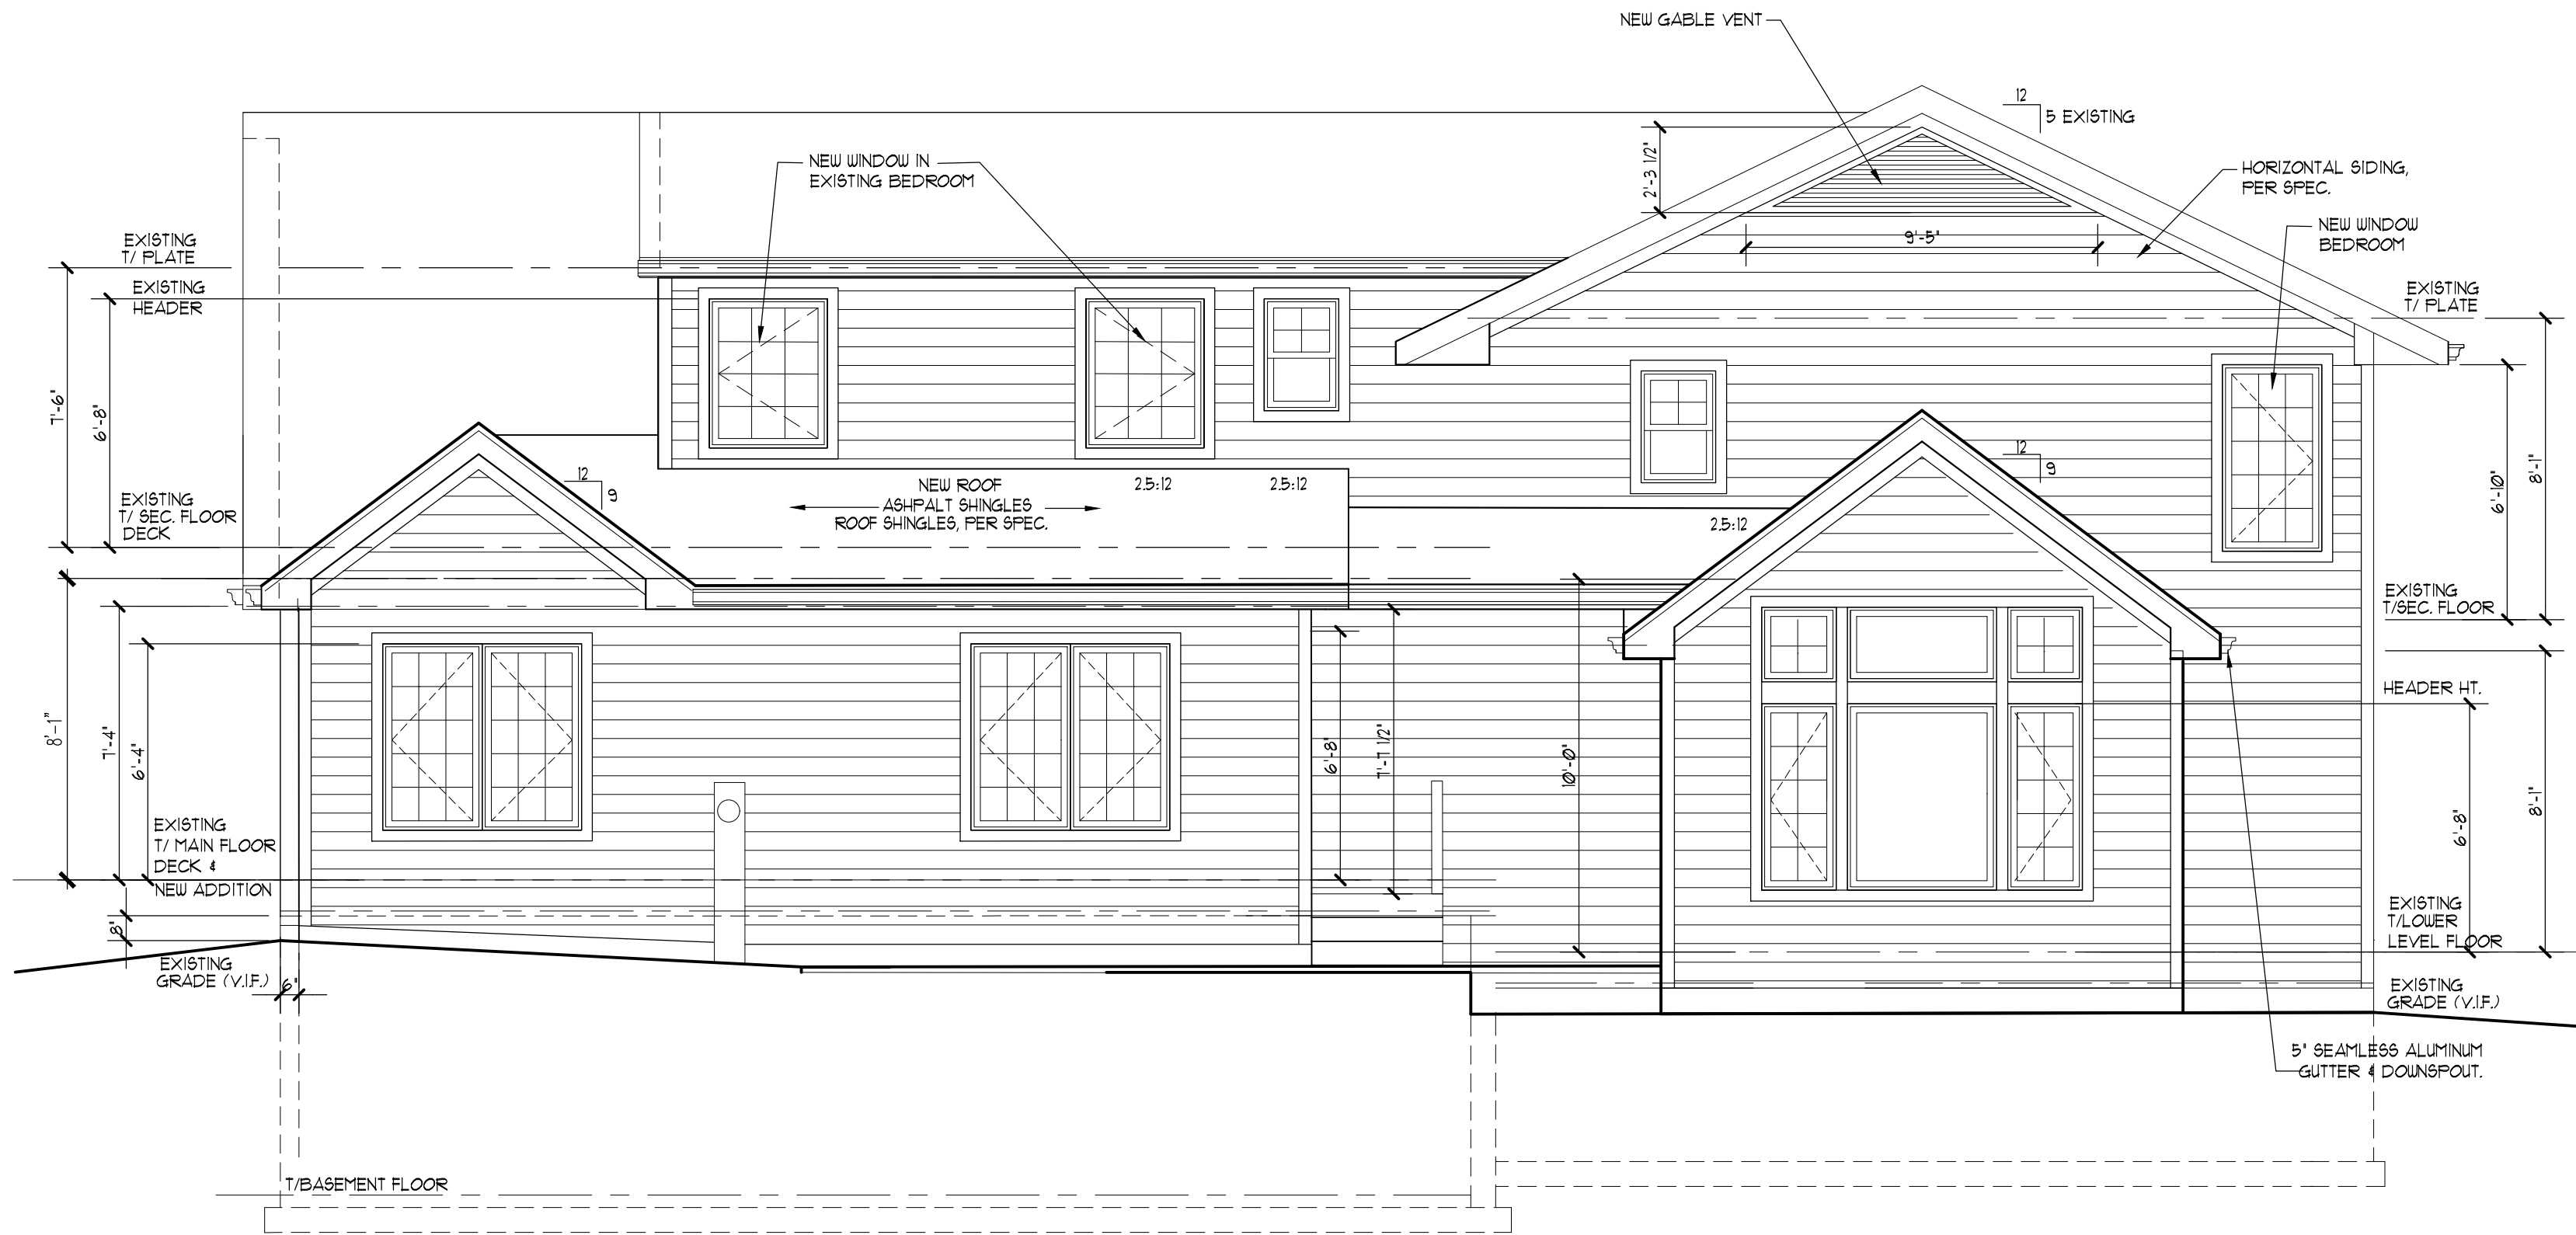 NEW GABLE VENT
12
5 EXISTING
2'-3 1/2"
NEW WINDOW IN
EXISTING BEDROOM
HORIZONTAL SIDING,
PER SPEC.
NEW WINDOW
BEDROOM
9'-5"
EXISTING
T/ PLATE
EXISTING
HEADER
EXISTING
T/ PLATE
7'-6"
6'-8"
12
9
12
9
6'-10"
8'-1"
EXISTING
T/ SEC. FLOOR
DECK
NEW ROOF
ASHPALT SHINGLES
ROOF SHINGLES, PER SPEC.
2.5:12
2.5:12
2.5:12
EXISTING
T/SEC. FLOOR
HEADER HT.
8'-1"
7'-4"
6'-4"
6'-8"
7'-7 1/2"
10'-0"
6'-8"
8'-1"
EXISTING
T/ MAIN FLOOR
DECK &
NEW ADDITION
8"
EXISTING
T/LOWER
LEVEL FLOOR
EXISTING
GRADE (V.I.F.)
6"
EXISTING
GRADE (V.I.F.)
5" SEAMLESS ALUMINUM
GUTTER & DOWNSPOUT.
T/BASEMENT FLOOR